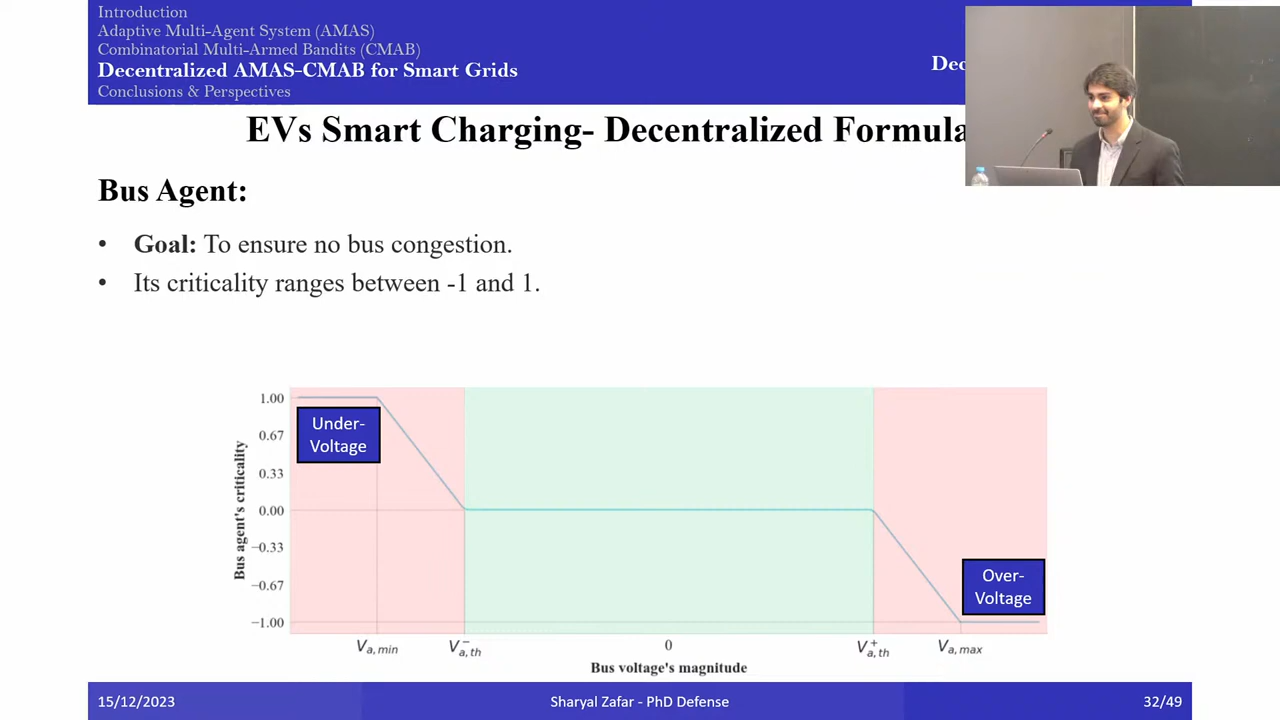 Introduction
Adaptive Multi-Agent System (AMAS)
Combinatorial Multi-Armed Bandits (CMAB)
Decentralized AMAS-CMAB for Smart Grids
Conclusions & Perspectives
EVs Smart Charging- Decentralized
Bus Agent:
• Goal: To ensure no bus congestion.
• Its criticality ranges between -1 and 1.
Bus agent's criticality
1.00
0.67
0.33
0.00
−0.33
−0.67
−1.00
Under-
Voltage
Over-
Voltage
Va,min
V−a,th
0
V+a,th
Va,max
Bus voltage's magnitude
15/12/2023
Sharyal Zafar - PhD Defense
32/49